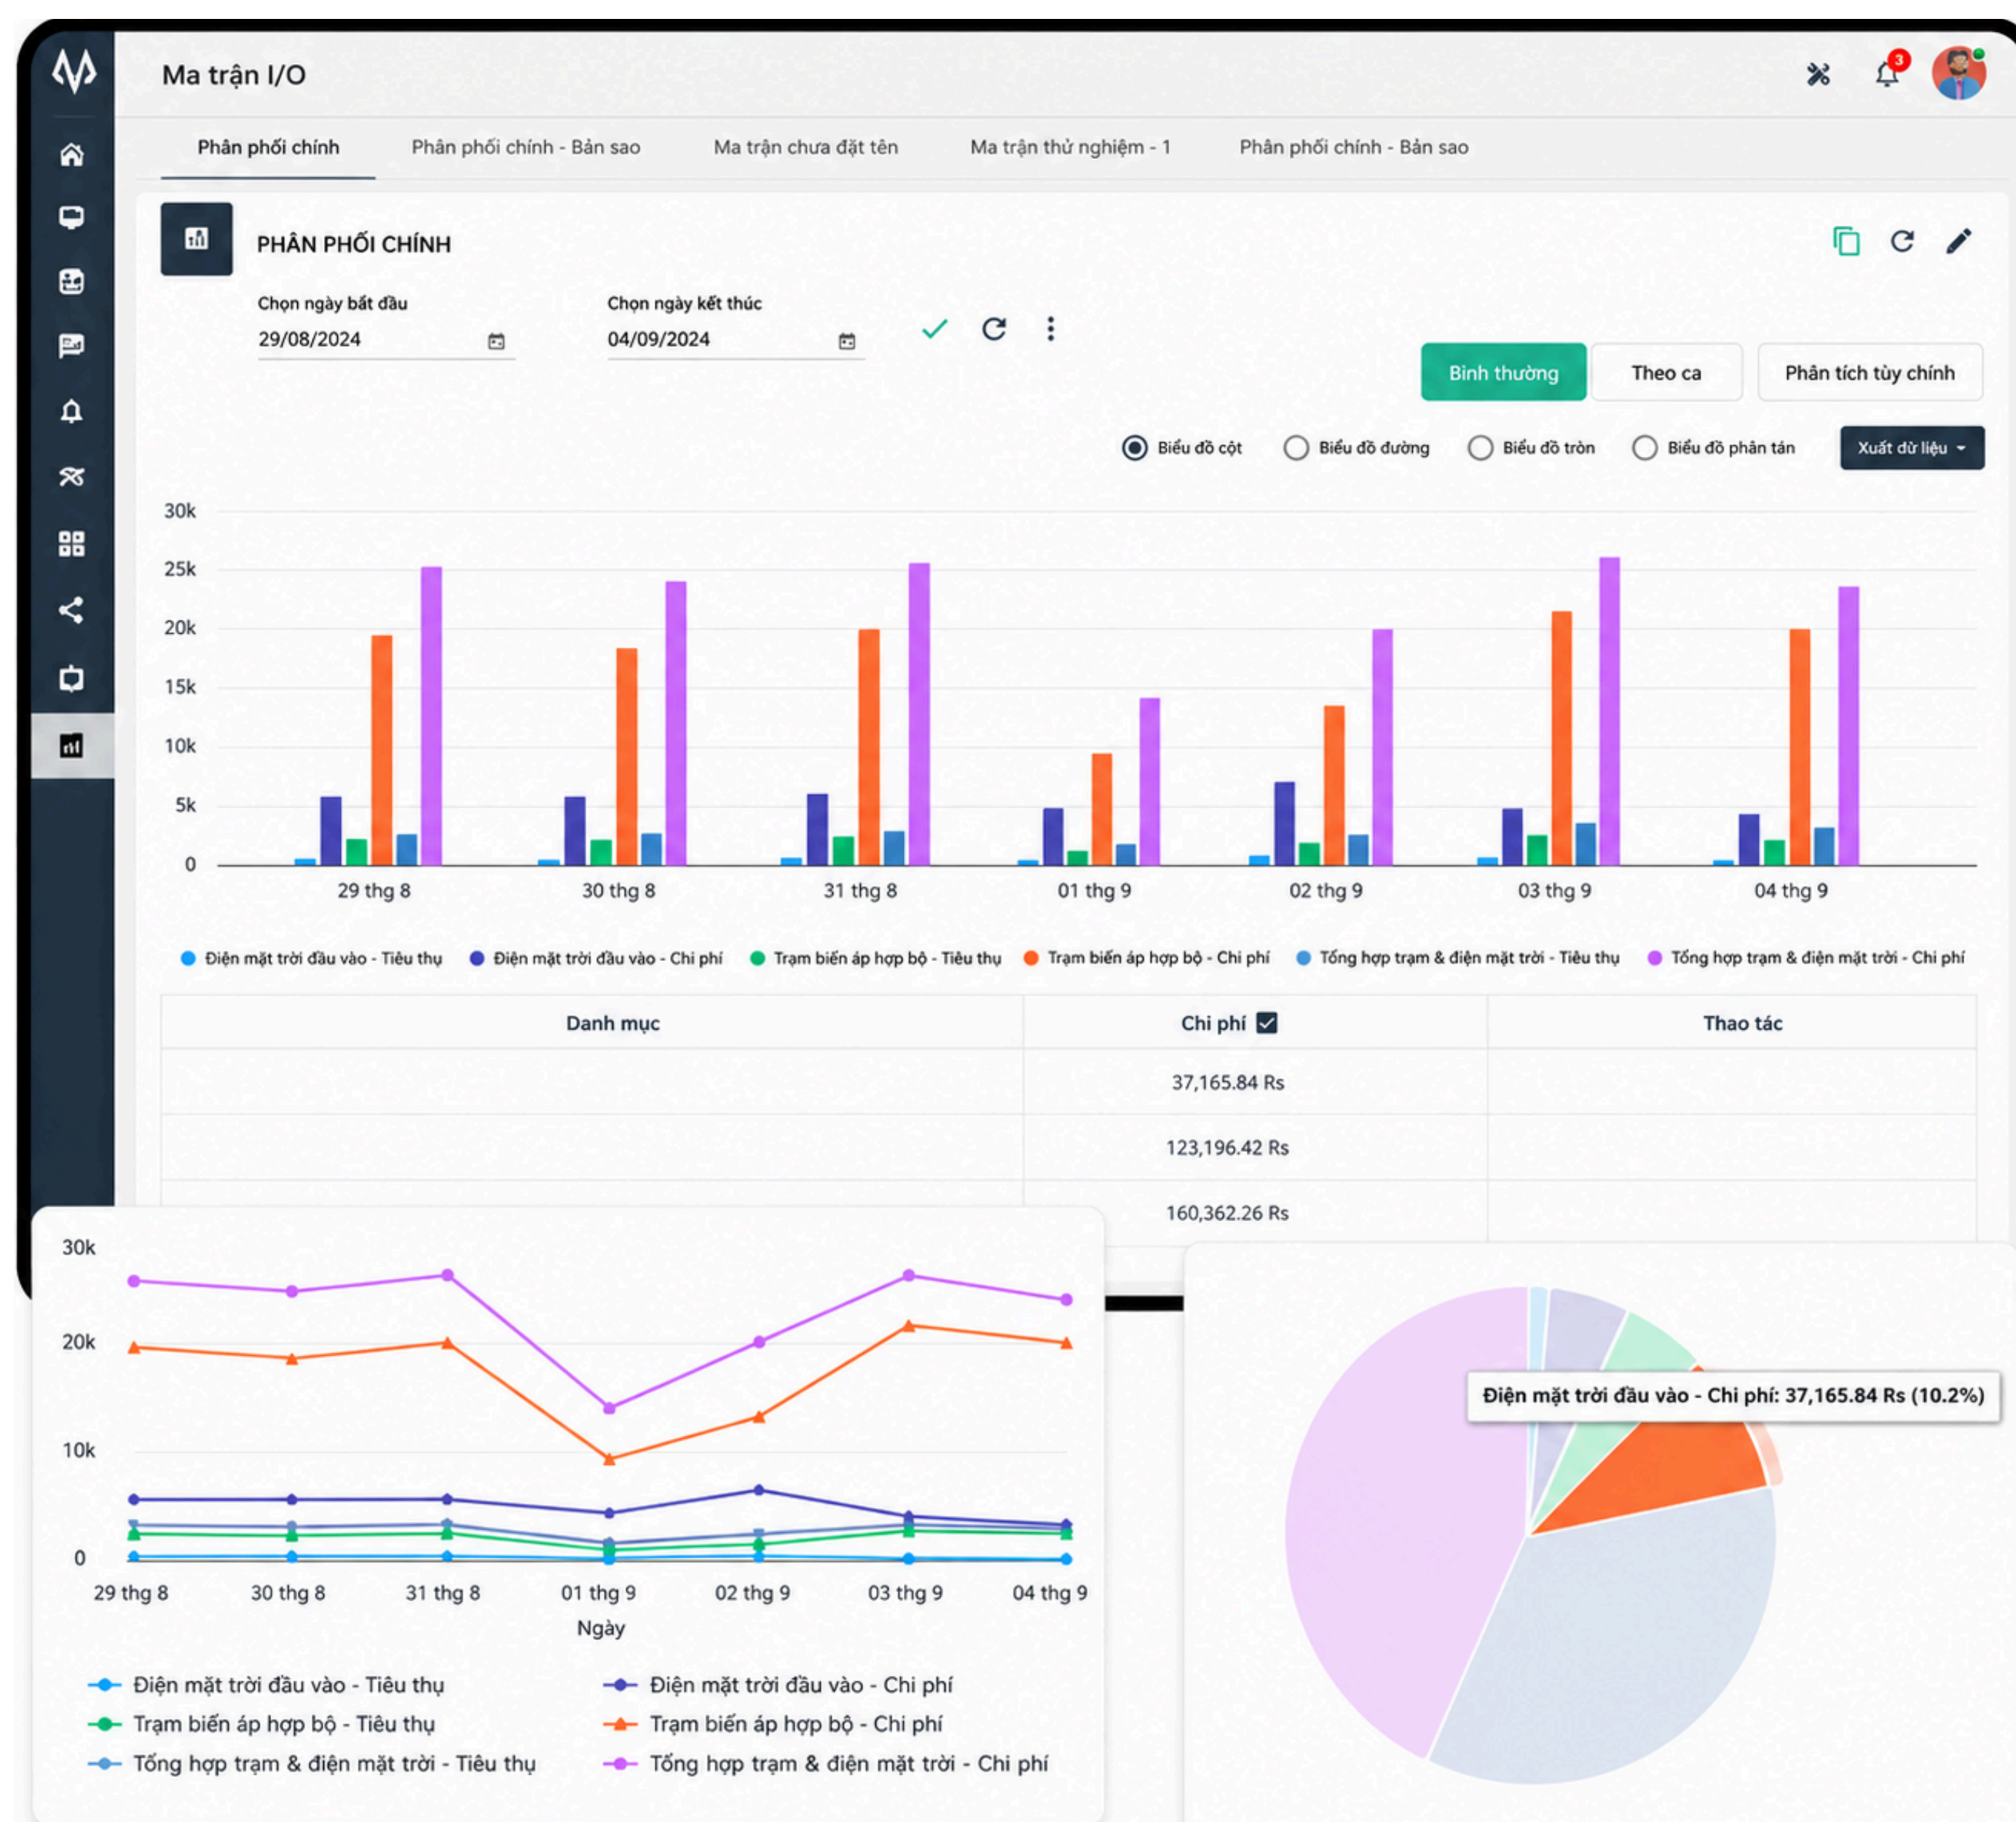 Ma trận I/O
3
Phân phối chính Phân phối chính - Bản sao Ma trận chưa đặt tên Ma trận thử nghiệm - 1 Phân phối chính - Bản sao
PHÂN PHỐI CHÍNH
Chọn ngày bắt đầu Chọn ngày kết thúc
29/08/2024 04/09/2024
Bình thường Theo ca Phân tích tùy chỉnh
Biểu đồ cột Biểu đồ đường Biểu đồ tròn Biểu đồ phân tán Xuất dữ liệu
30k
25k
20k
15k
10k
5k
0
29 thg 8 30 thg 8 31 thg 8 01 thg 9 02 thg 9 03 thg 9 04 thg 9
Điện mặt trời đầu vào - Tiêu thụ Điện mặt trời đầu vào - Chi phí Trạm biến áp hợp bộ - Tiêu thụ Trạm biến áp hợp bộ - Chi phí Tổng hợp trạm & điện mặt trời - Tiêu thụ Tổng hợp trạm & điện mặt trời - Chi phí
Danh mục Chi phí Thao tác
37,165.84 Rs
123,196.42 Rs
160,362.26 Rs
30k
20k
10k
0
29 thg 8 30 thg 8 31 thg 8 01 thg 9 02 thg 9 03 thg 9 04 thg 9
Ngày
Điện mặt trời đầu vào - Tiêu thụ Điện mặt trời đầu vào - Chi phí
Trạm biến áp hợp bộ - Tiêu thụ Trạm biến áp hợp bộ - Chi phí
Tổng hợp trạm & điện mặt trời - Tiêu thụ Tổng hợp trạm & điện mặt trời - Chi phí
Điện mặt trời đầu vào - Chi phí: 37,165.84 Rs (10.2%)